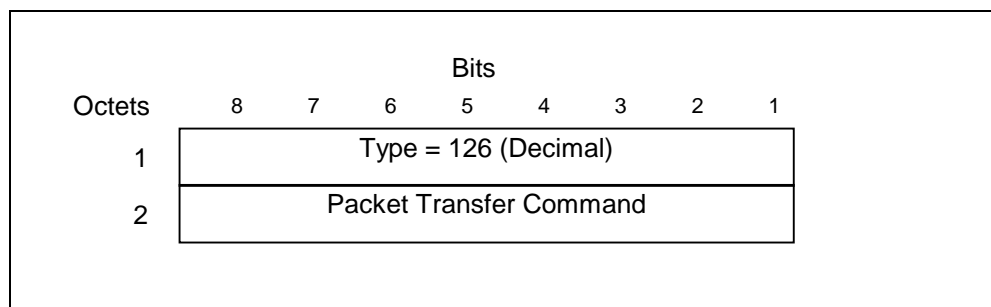 Bits
Octets 8 7 6 5 4 3 2 1
1 Type = 126 (Decimal)
2 Packet Transfer Command